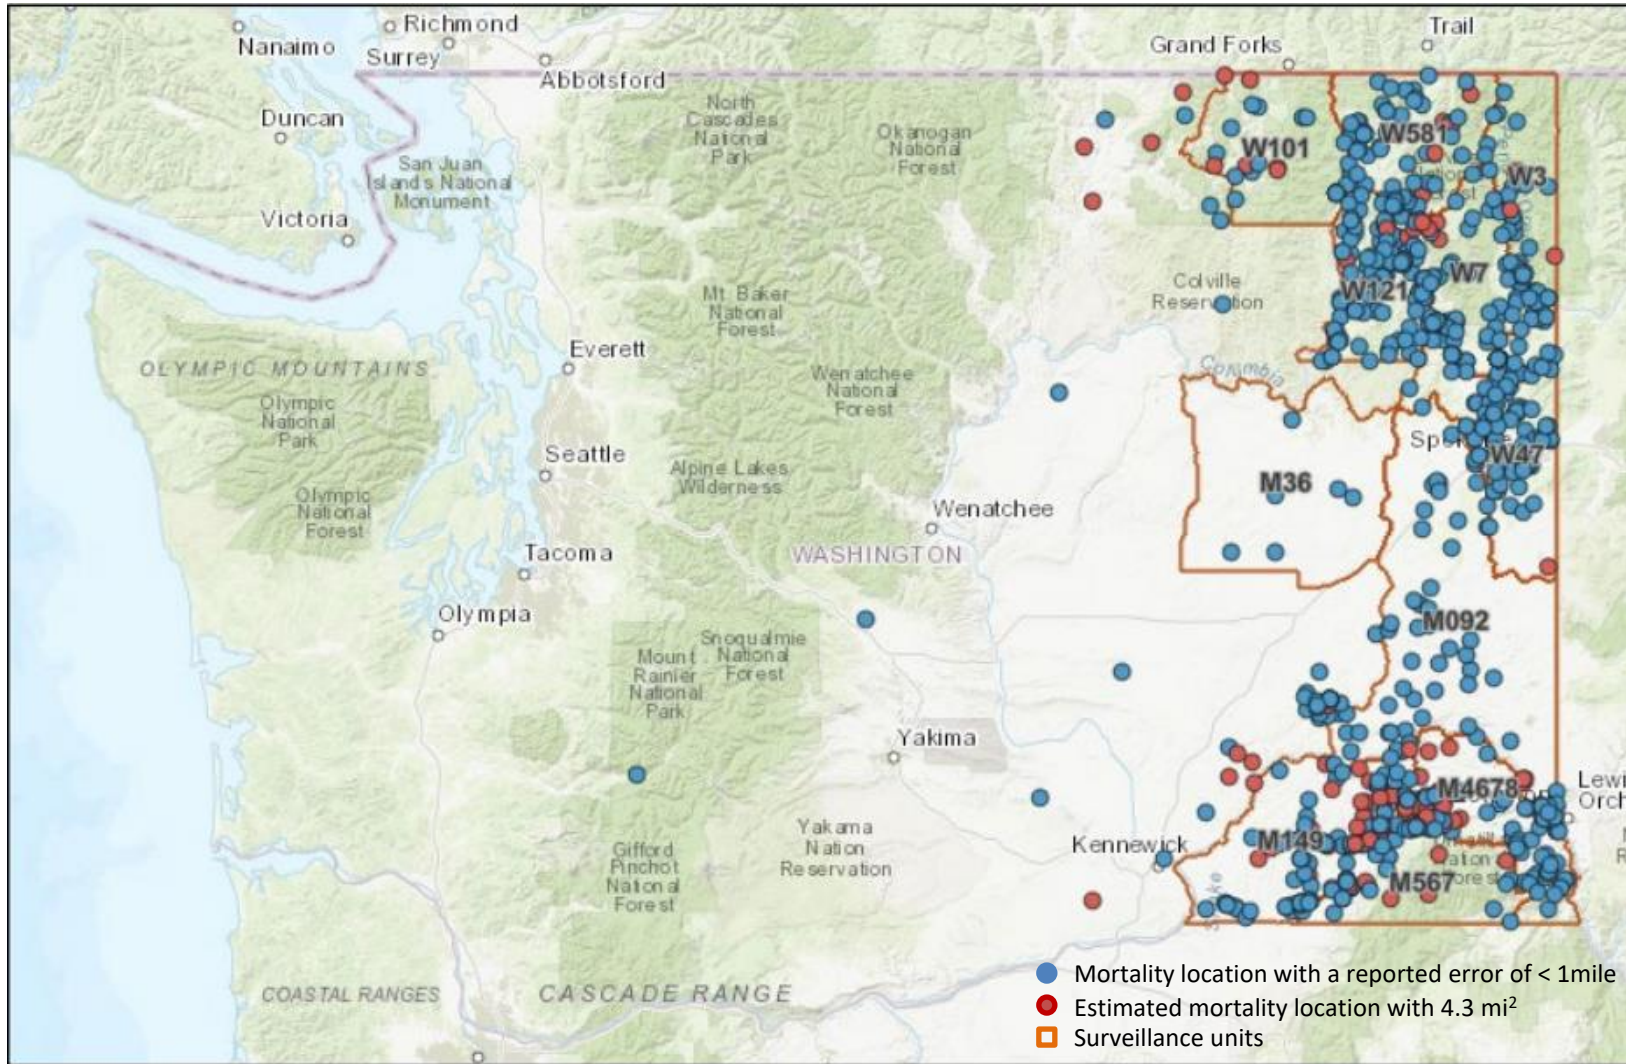 Richmond
Nanaimo
Surrey
Abbotsford
Grand Forks
Trail
Duncan
North
Cascades
National
Park
Okanogan
National
Forest
San Juan
Islands National
Monument
Victoria
W101
W581
W3
W7
W121
Colville
Reservation
Mt. Baker
National
Forest
Everett
OLYMPIC MOUNTAINS
Olympic
National
Park
Wenatchee
National
Forest
Columbia
Seattle
Alpine Lakes
Wilderness
Olympic
National
Forest
W47
M36
Wenatchee
WASHINGTON
Tacoma
Olympia
Snoqualmie
National
Forest
Mount
Rainier
National
Park
M092
Yakima
M4678
Lewi
Orch
Yakama
Nation
Reservation
Kennewick
M149
M567
Gifford
Pinchot
National
Forest
COASTAL RANGES
CASCADE RANGE
Mortality location with a reported error of < 1mile
Estimated mortality location with 4.3 mi²
Surveillance units